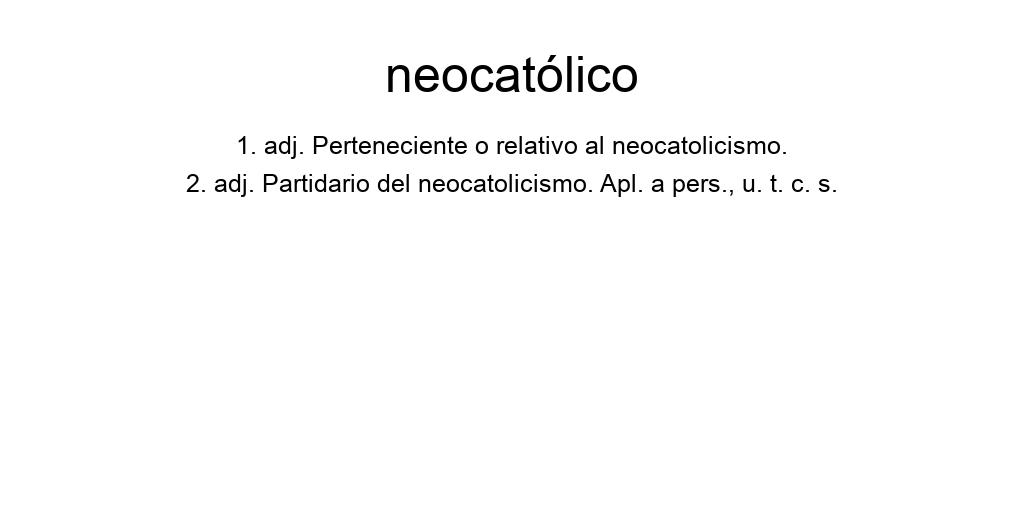 neocatólico
1. adj. Perteneciente o relativo al neocatolicismo.
2. adj. Partidario del neocatolicismo. Apl. a pers., u. t. c. s.